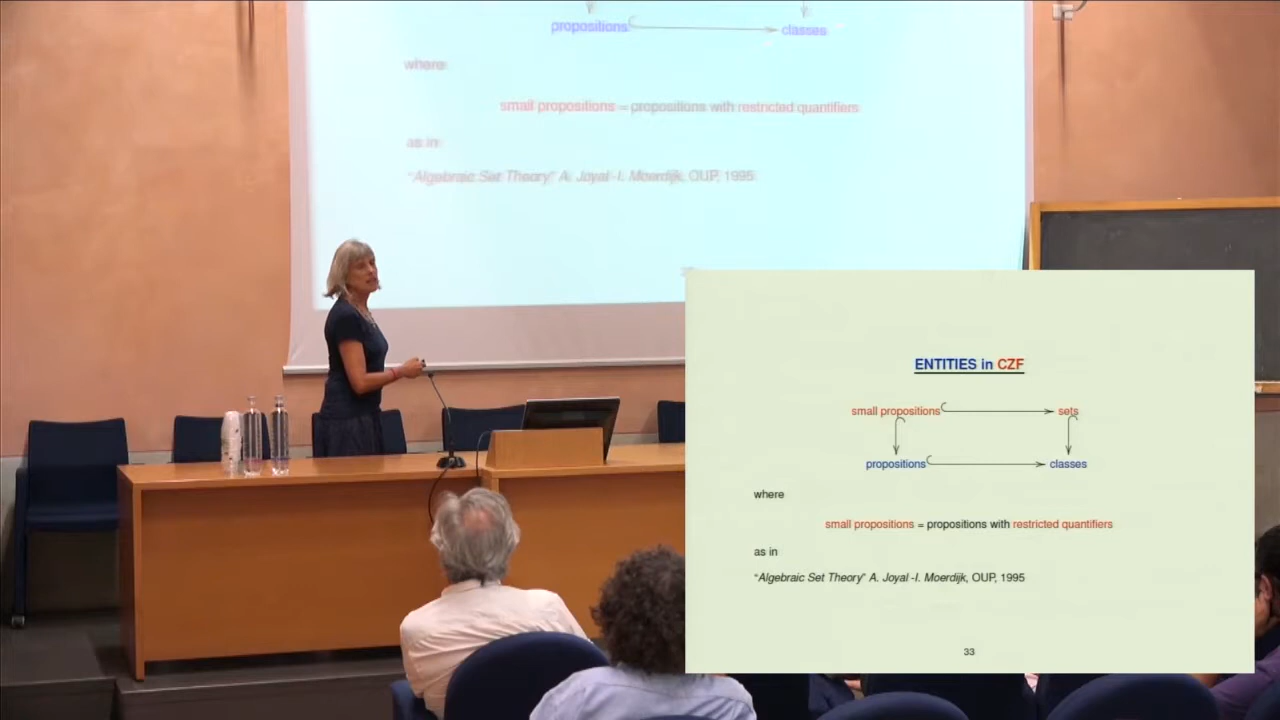 propositions classes
where
small propositions = propositions with restricted quantifiers
as in
"Algebraic Set Theory" A. Joyal -I. Moerdijk, OUP, 1995
ENTITIES in CZF
small propositions sets
propositions classes
where
small propositions = propositions with restricted quantifiers
as in
"Algebraic Set Theory" A. Joyal -I. Moerdijk, OUP, 1995
33